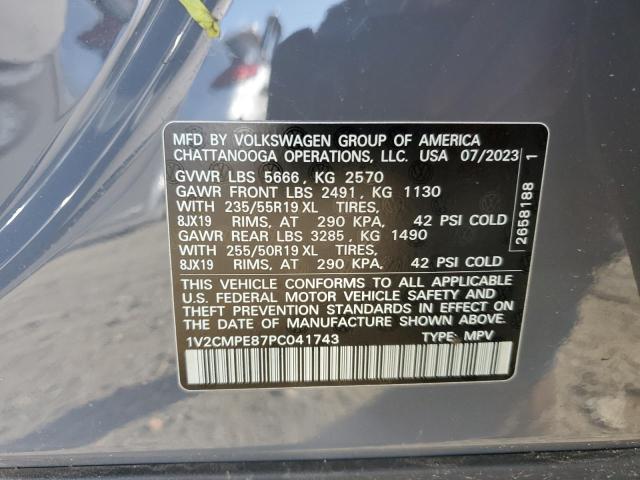 MFD BY VOLKSWAGEN GROUP OF AMERICA
CHATTANOOGA OPERATIONS, LLC. USA 07/2023
GVWR LBS 5666 , KG 2570
GAWR FRONT LBS 2491 , KG 1130
WITH 235/55R19 XL TIRES,
8JX19 RIMS, AT 290 KPA, 42 PSI COLD
GAWR REAR LBS 3285 , KG 1490
WITH 255/50R19 XL TIRES,
8JX19 RIMS, AT 290 KPA, 42 PSI COLD
THIS VEHICLE CONFORMS TO ALL APPLICABLE
U.S. FEDERAL MOTOR VEHICLE SAFETY AND
THEFT PREVENTION STANDARDS IN EFFECT ON
THE DATE OF MANUFACTURE SHOWN ABOVE.
1V2CMPE87PC041743 TYPE: MPV
2658188 1